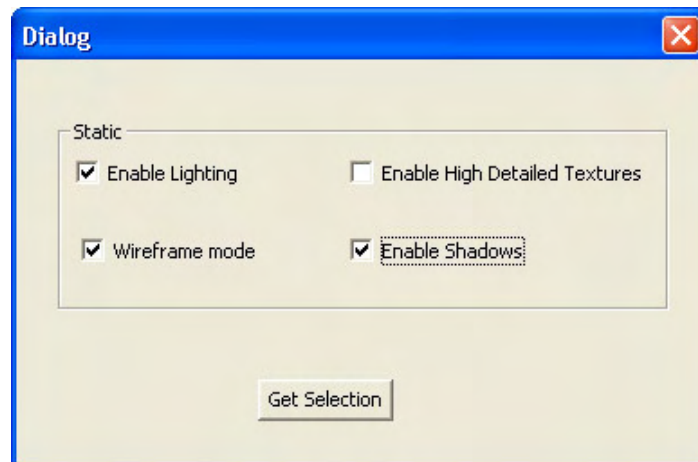 Dialog
Static
Enable Lighting
Enable High Detailed Textures
Wireframe mode
Enable Shadows
Get Selection